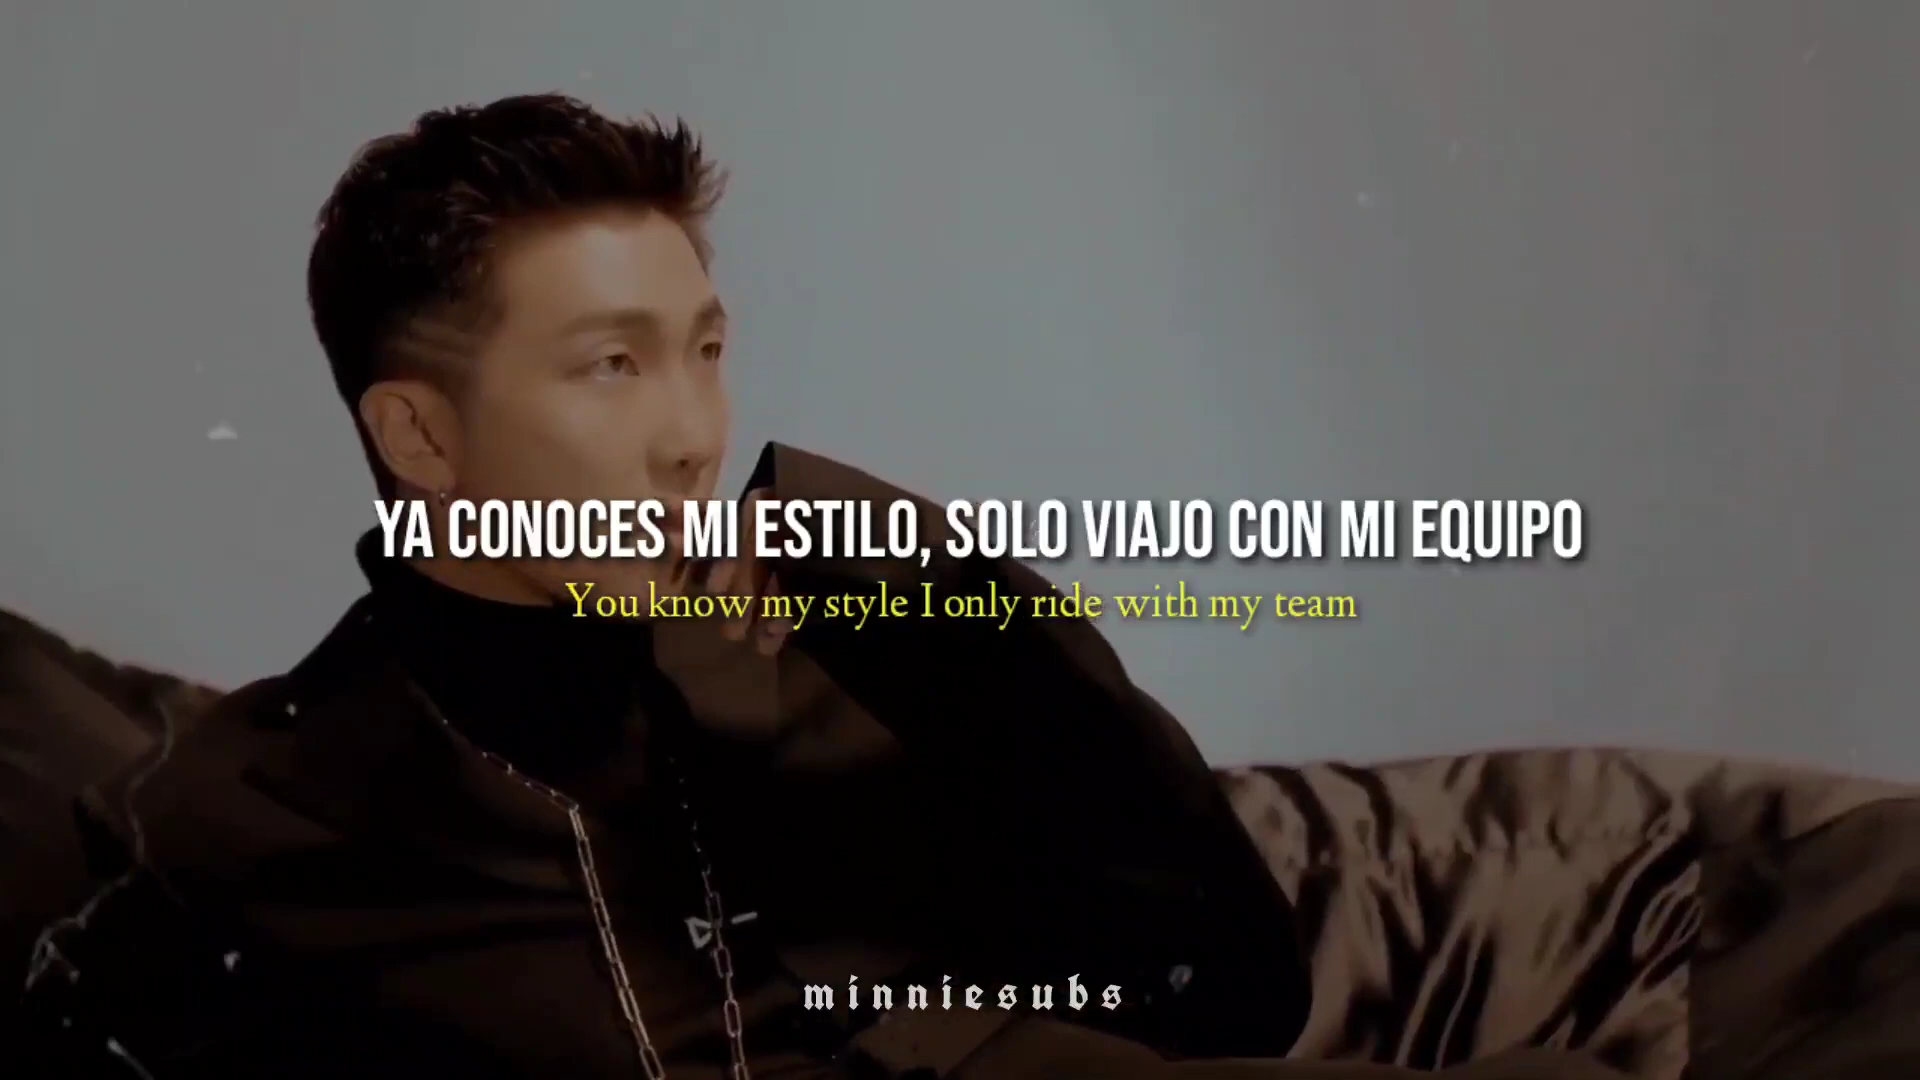 YA CONOCES MI ESTILO, SOLO VIAJO CON MI EQUIPO
You know my style I only ride with my team
minniesubs